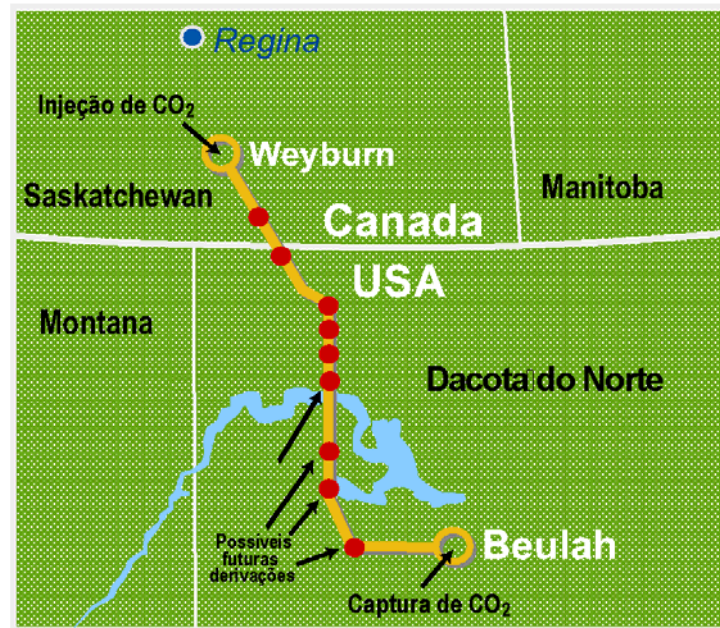 Regina
Injeção de CO₂
Weyburn
Saskatchewan
Manitoba
Canada
USA
Montana
Dacota do Norte
Possíveis
futuras
derivações
Beulah
Captura de CO₂